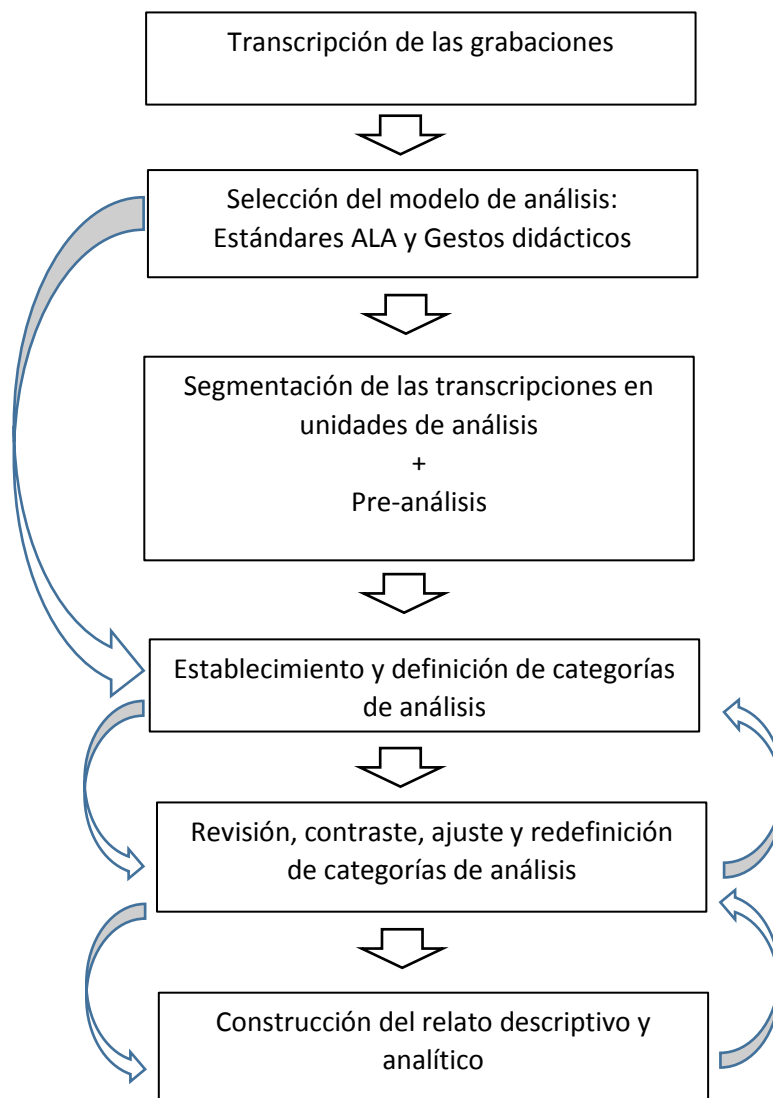 Transcripción de las grabaciones
Selección del modelo de análisis:
Estándares ALA y Gestos didácticos
Segmentación de las transcripciones en
unidades de análisis
+
Pre-análisis
Establecimiento y definición de categorías
de análisis
Revisión, contraste, ajuste y redefinición
de categorías de análisis
Construcción del relato descriptivo y
analítico